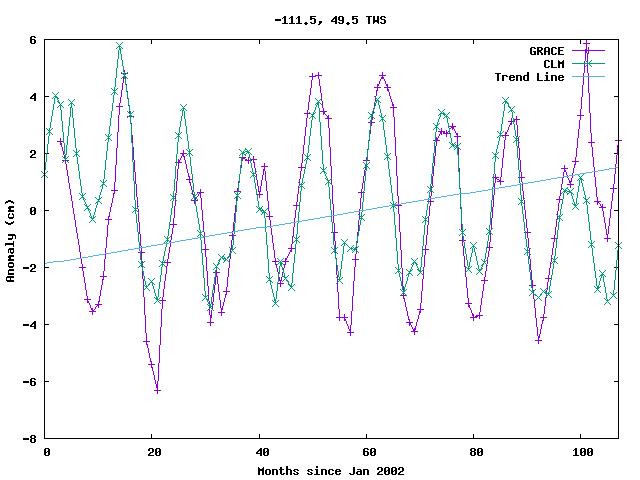 -111.5, 49.5 TWS
6
4
2
0
-2
-4
-6
-8
Anomaly (cm)
GRACE
CLM
Trend Line
0 20 40 60 80 100
Months since Jan 2002